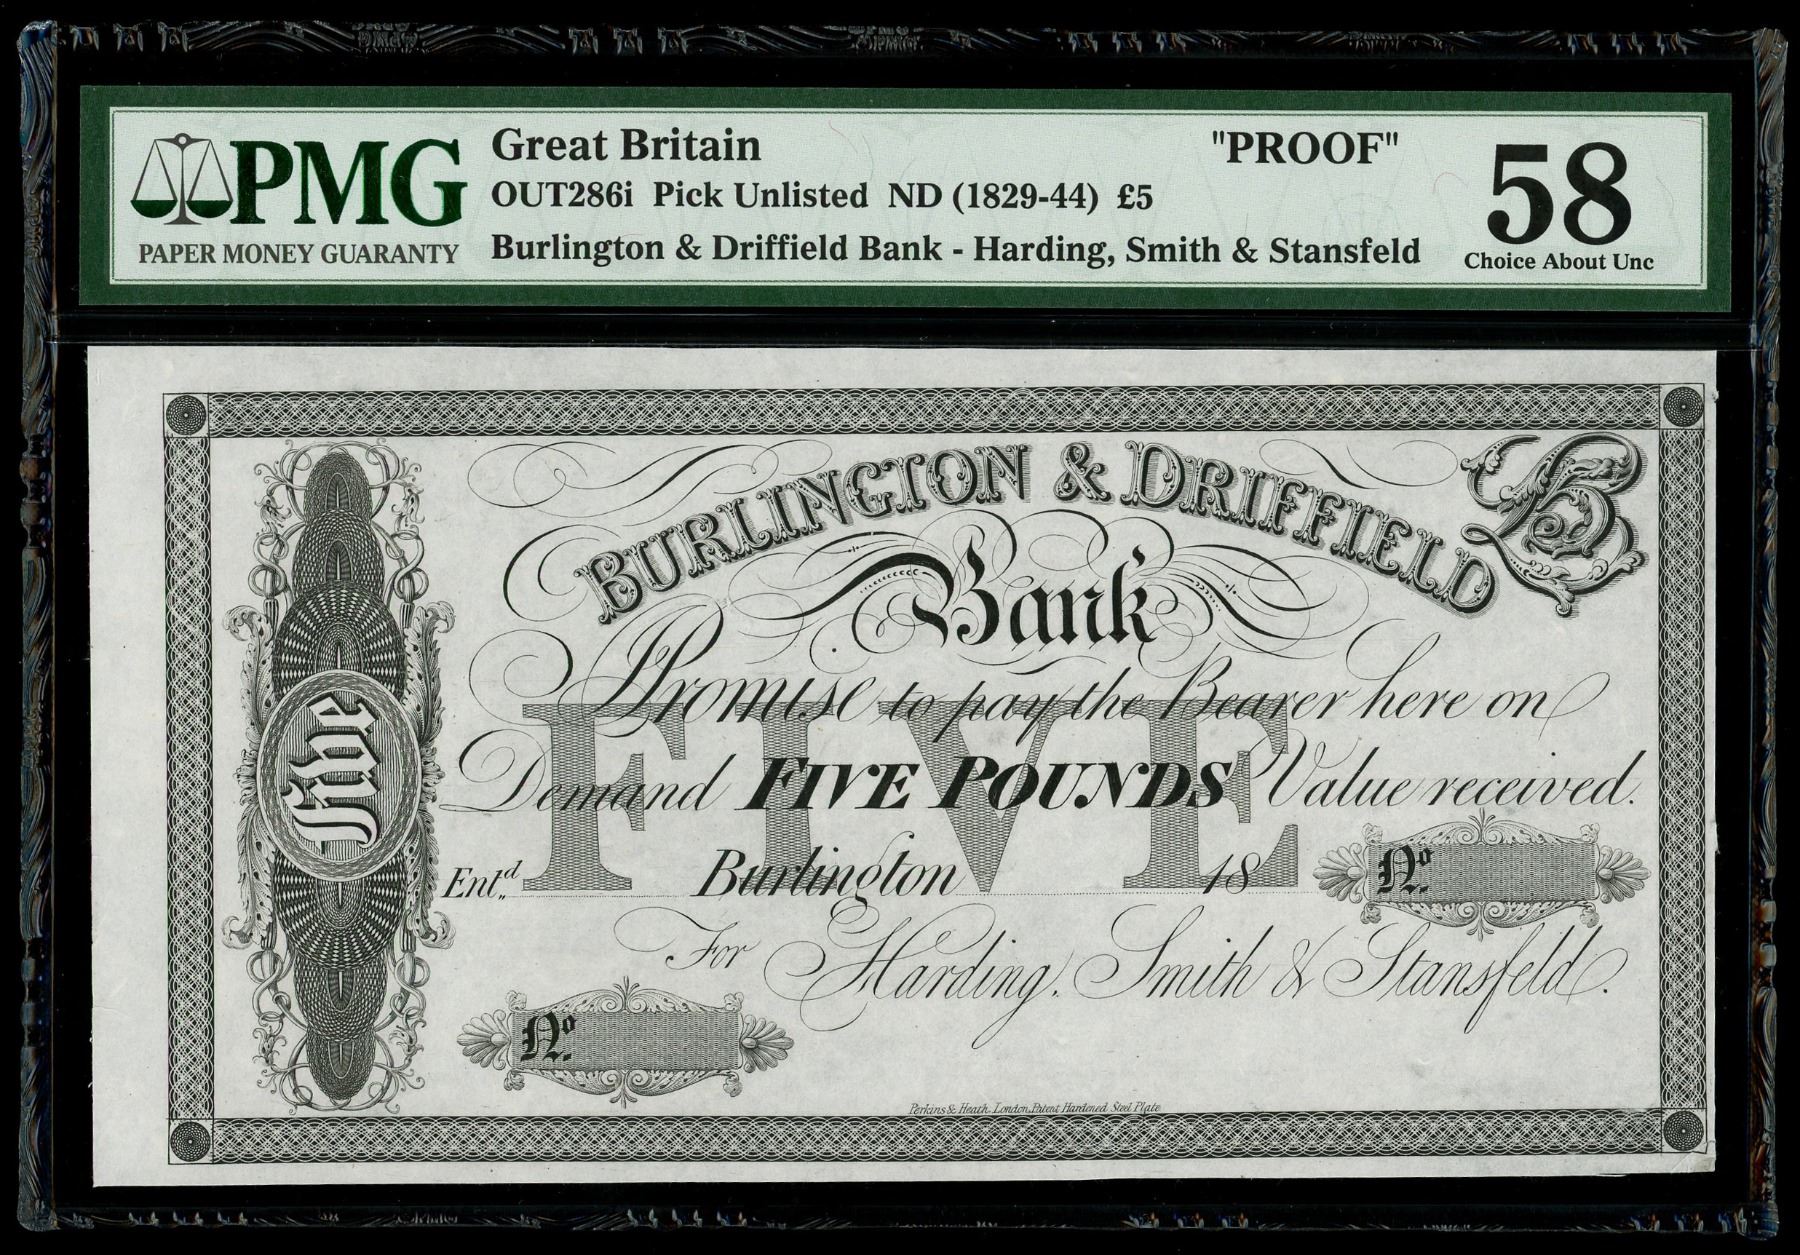 PMG
PAPER MONEY GUARANTY
Great Britain
"PROOF"
OUT286i Pick Unlisted ND (1829-44) £5
Burlington & Driffield Bank - Harding, Smith & Stansfeld
58
Choice About Unc
BURLINGTON & DRIFFIELD
B
Bank
I Promise to pay the Bearer here on
Demand FIVE POUNDS Value received.
FIVE
Five
Ent.d Burlington 18
No.
For Harding, Smith & Stansfeld.
No.
Perkins & Heath. London, Patent Hardened Steel Plate